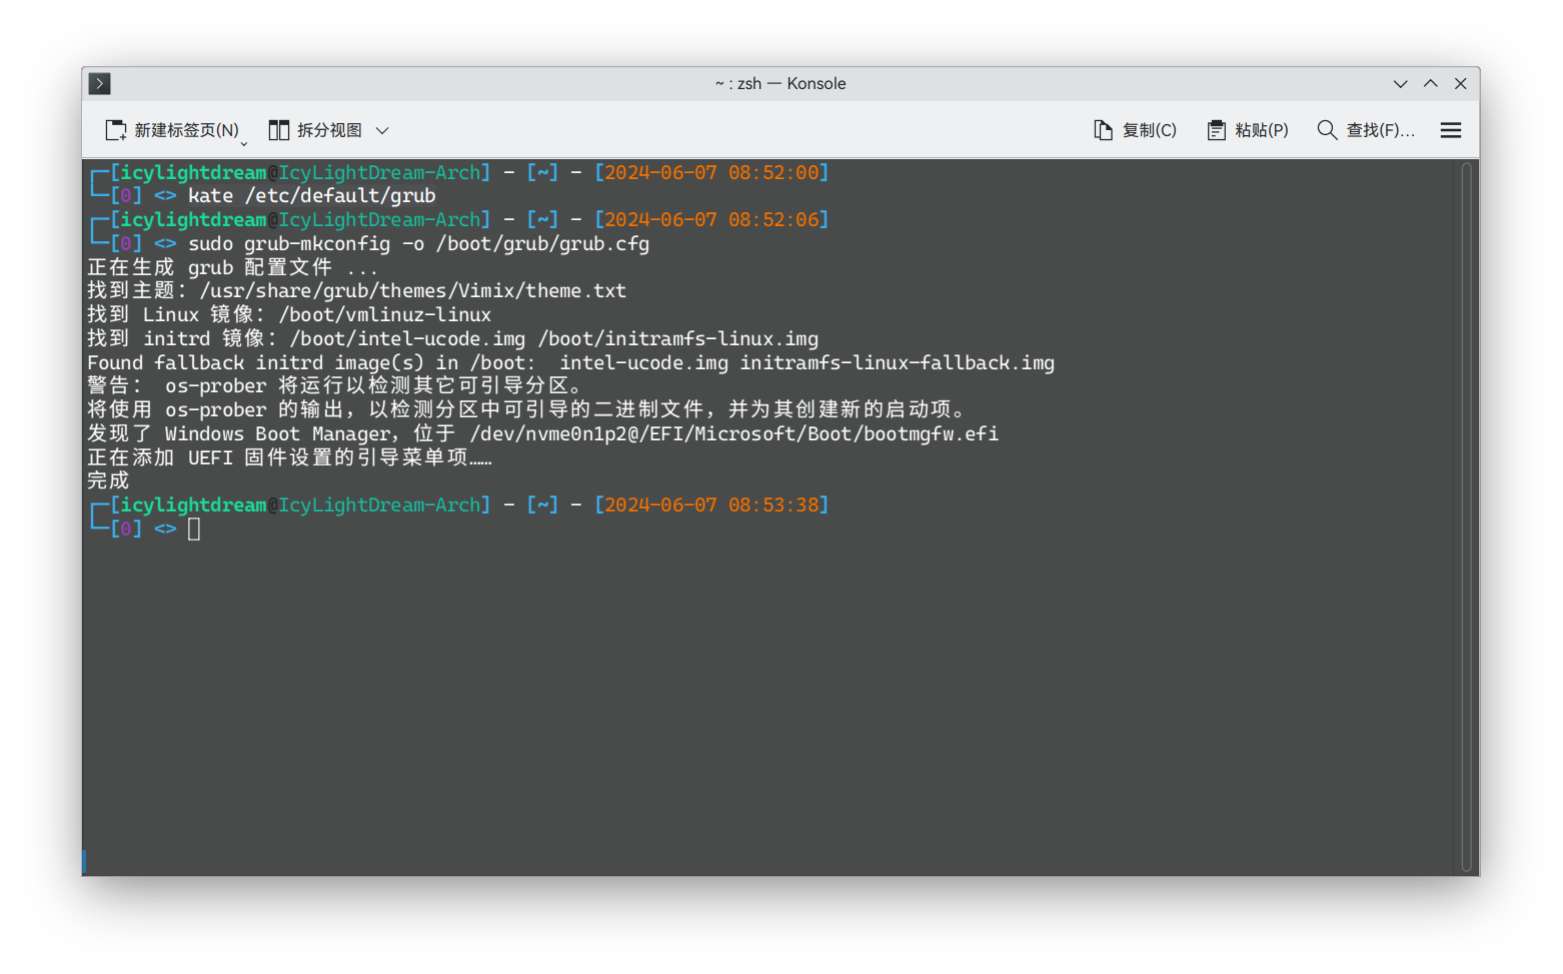 ~ : zsh — Konsole
新建标签页(N) 拆分视图 复制(C) 粘贴(P) 查找(F)...
┌─[icylightdream@IcyLightDream-Arch] - [~] - [2024-06-07 08:52:00]
└─[0] <> kate /etc/default/grub
┌─[icylightdream@IcyLightDream-Arch] - [~] - [2024-06-07 08:52:06]
└─[0] <> sudo grub-mkconfig -o /boot/grub/grub.cfg
正在生成 grub 配置文件 ...
找到主题：/usr/share/grub/themes/Vimix/theme.txt
找到 Linux 镜像：/boot/vmlinuz-linux
找到 initrd 镜像：/boot/intel-ucode.img /boot/initramfs-linux.img
Found fallback initrd image(s) in /boot:  intel-ucode.img initramfs-linux-fallback.img
警告： os-prober 将运行以检测其它可引导分区。
将使用 os-prober 的输出，以检测分区中可引导的二进制文件，并为其创建新的启动项。
发现了 Windows Boot Manager，位于 /dev/nvme0n1p2@/EFI/Microsoft/Boot/bootmgfw.efi
正在添加 UEFI 固件设置的引导菜单项……
完成
┌─[icylightdream@IcyLightDream-Arch] - [~] - [2024-06-07 08:53:38]
└─[0] <>